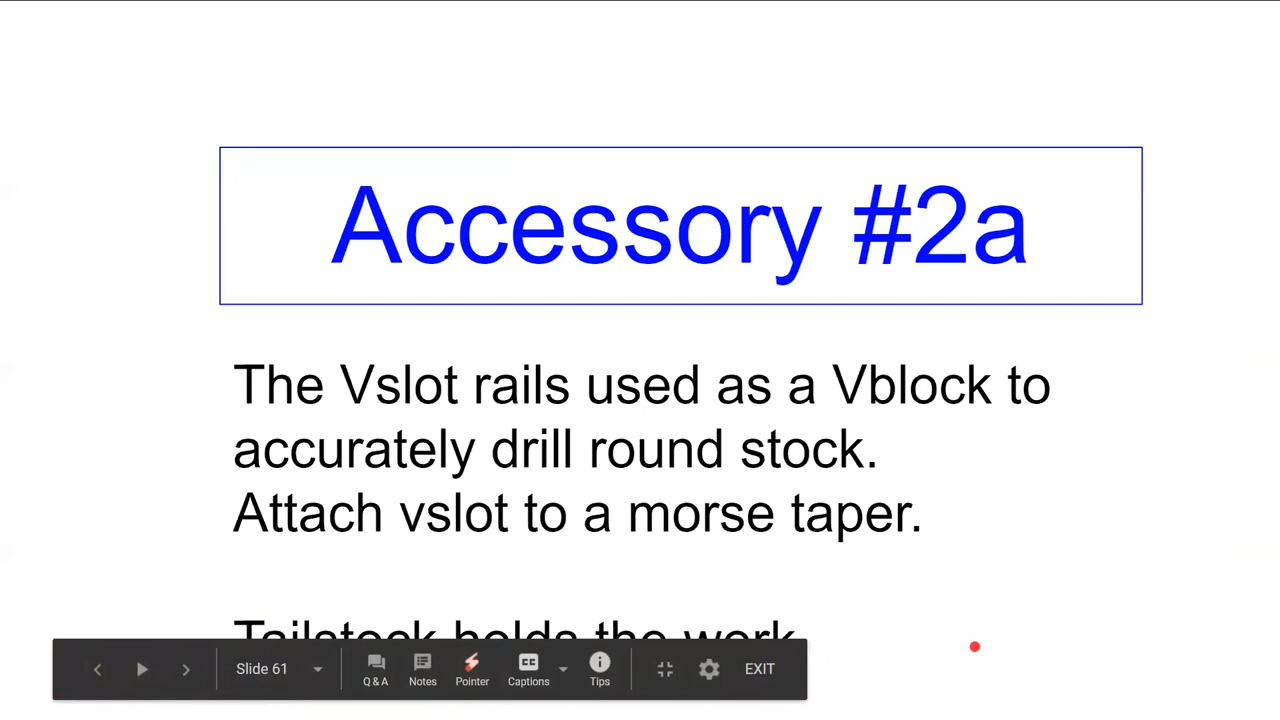 Accessory #2a
The Vslot rails used as a Vblock to
accurately drill round stock.
Attach vslot to a morse taper.
Tailstock holds the work
Slide 61
Q & A
Notes
Pointer
CC
Captions
Tips
EXIT